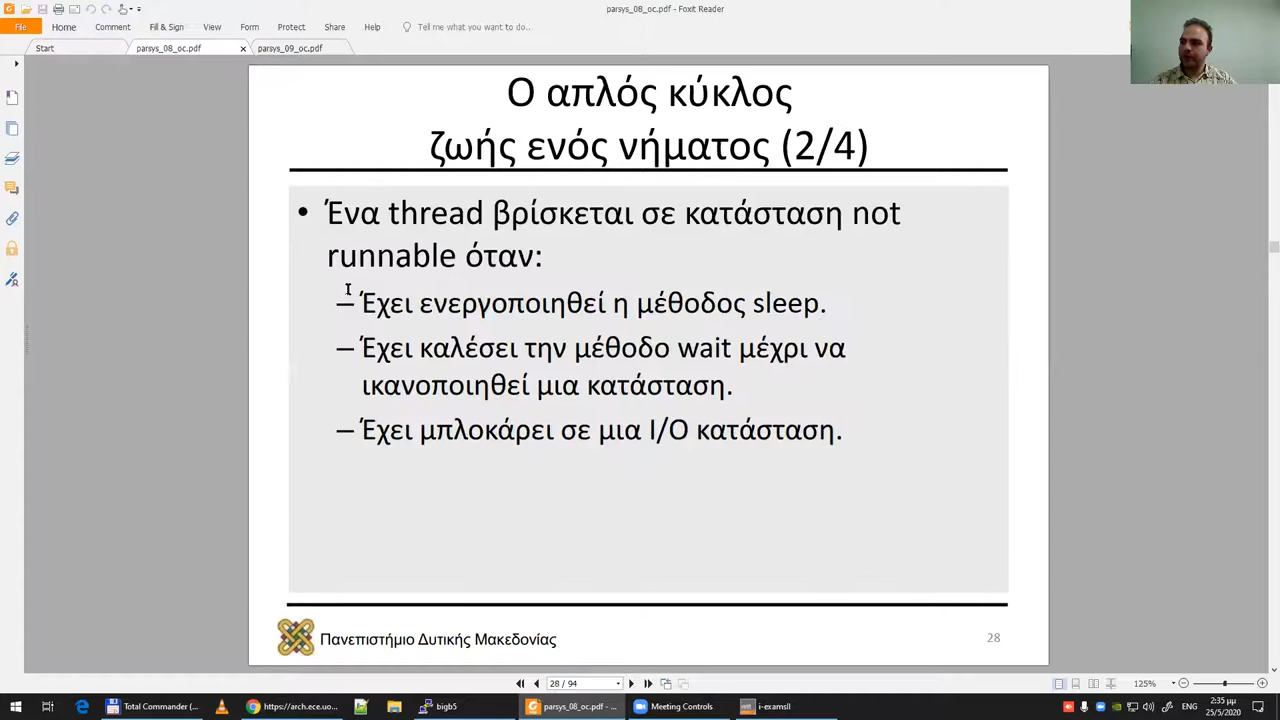 parsys_08_oc.pdf - Foxit Reader
File Home Comment Fill & Sign View Form Protect Share Help Tell me what you want to do..
Start parsys_08_oc.pdf parsys_09_oc.pdf
Ο απλός κύκλος
ζωής ενός νήματος (2/4)
• Ένα thread βρίσκεται σε κατάσταση not
runnable όταν:
– Έχει ενεργοποιηθεί η μέθοδος sleep.
– Έχει καλέσει την μέθοδο wait μέχρι να
ικανοποιηθεί μια κατάσταση.
– Έχει μπλοκάρει σε μια I/O κατάσταση.
Πανεπιστήμιο Δυτικής Μακεδονίας
28
28 / 94
125%
Total Commander (... https://arch.ece.uo... bigb5 parsys_08_oc.pdf - ... Meeting Controls i-examsII
ENG
2:35 μμ
25/5/2020